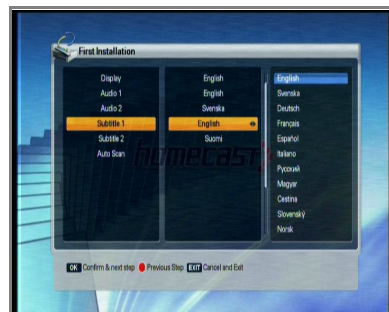 First Installation
Display English English
Audio 1 English Svenska
Audio 2 Svenska Deutsch
Subtitle 1 English Français
Subtitle 2 Suomi Español
Auto Scan Italiano
Русский
Magyar
Cestina
Slovenský
Norsk
homecast
OK Confirm & next step Previous Step EXIT Cancel and Exit